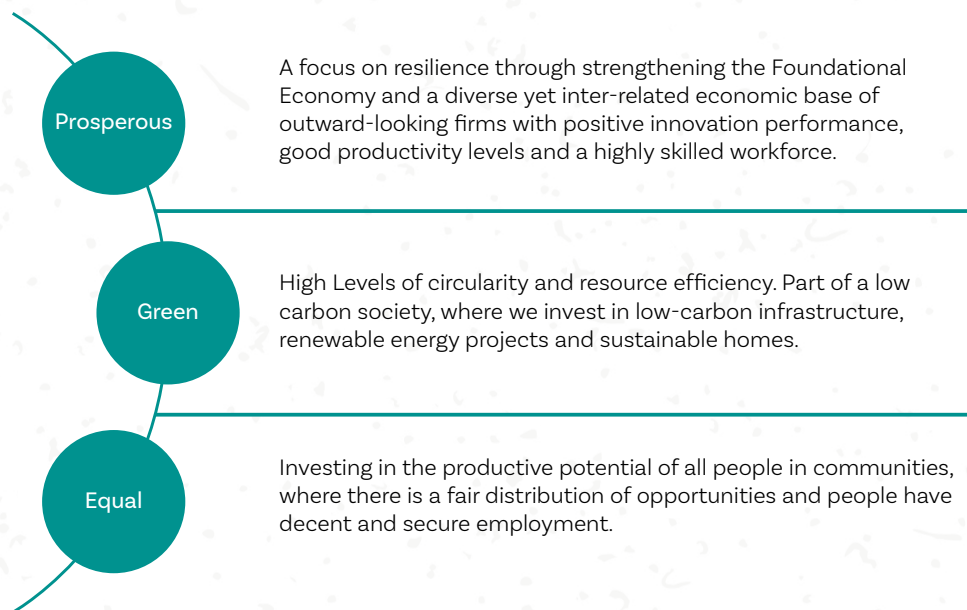 Prosperous
A focus on resilience through strengthening the Foundational
Economy and a diverse yet inter-related economic base of
outward-looking firms with positive innovation performance,
good productivity levels and a highly skilled workforce.
Green
High Levels of circularity and resource efficiency. Part of a low
carbon society, where we invest in low-carbon infrastructure,
renewable energy projects and sustainable homes.
Equal
Investing in the productive potential of all people in communities,
where there is a fair distribution of opportunities and people have
decent and secure employment.